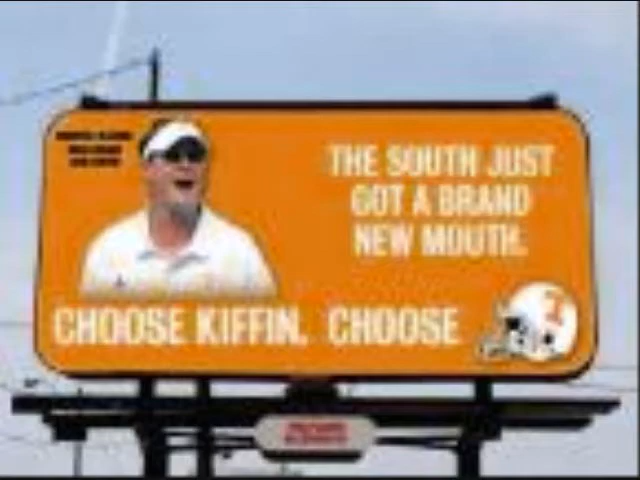 THE SOUTH JUST
GOT A BRAND
NEW MOUTH.
CHOOSE KIFFIN. CHOOSE
T